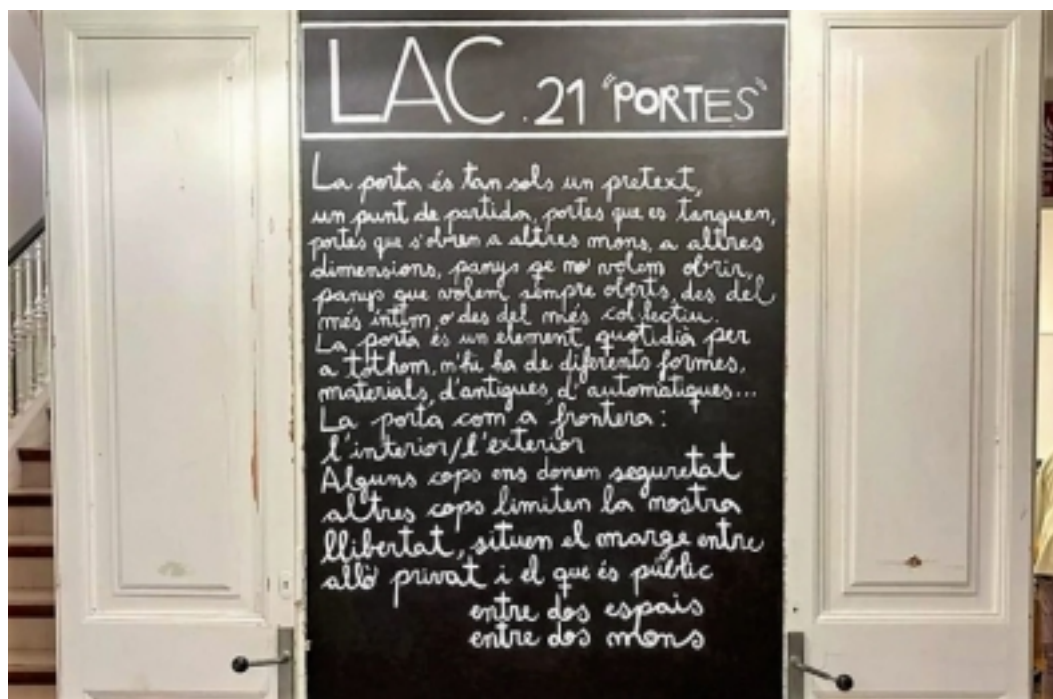 LAC .21 "PORTES"
La porta és tan sols un pretext,
un punt de partida, portes que es tanquen,
portes que s'obren a altres mons, a altres
dimensions, panys qe no volem obrir,
panys que volem sempre oberts, des del
més íntim o des del més col·lectiu.
La porta és un element quotidià per
a tothom, n'hi ha de diferents formes,
materials, d'antigues, d'automàtiques...
La porta com a frontera:
l'interior/l'exterior
Alguns cops ens donen seguretat
altres cops limiten la nostra
llibertat, situen el marge entre
allò privat i el que és públic
entre dos espais
entre dos mons